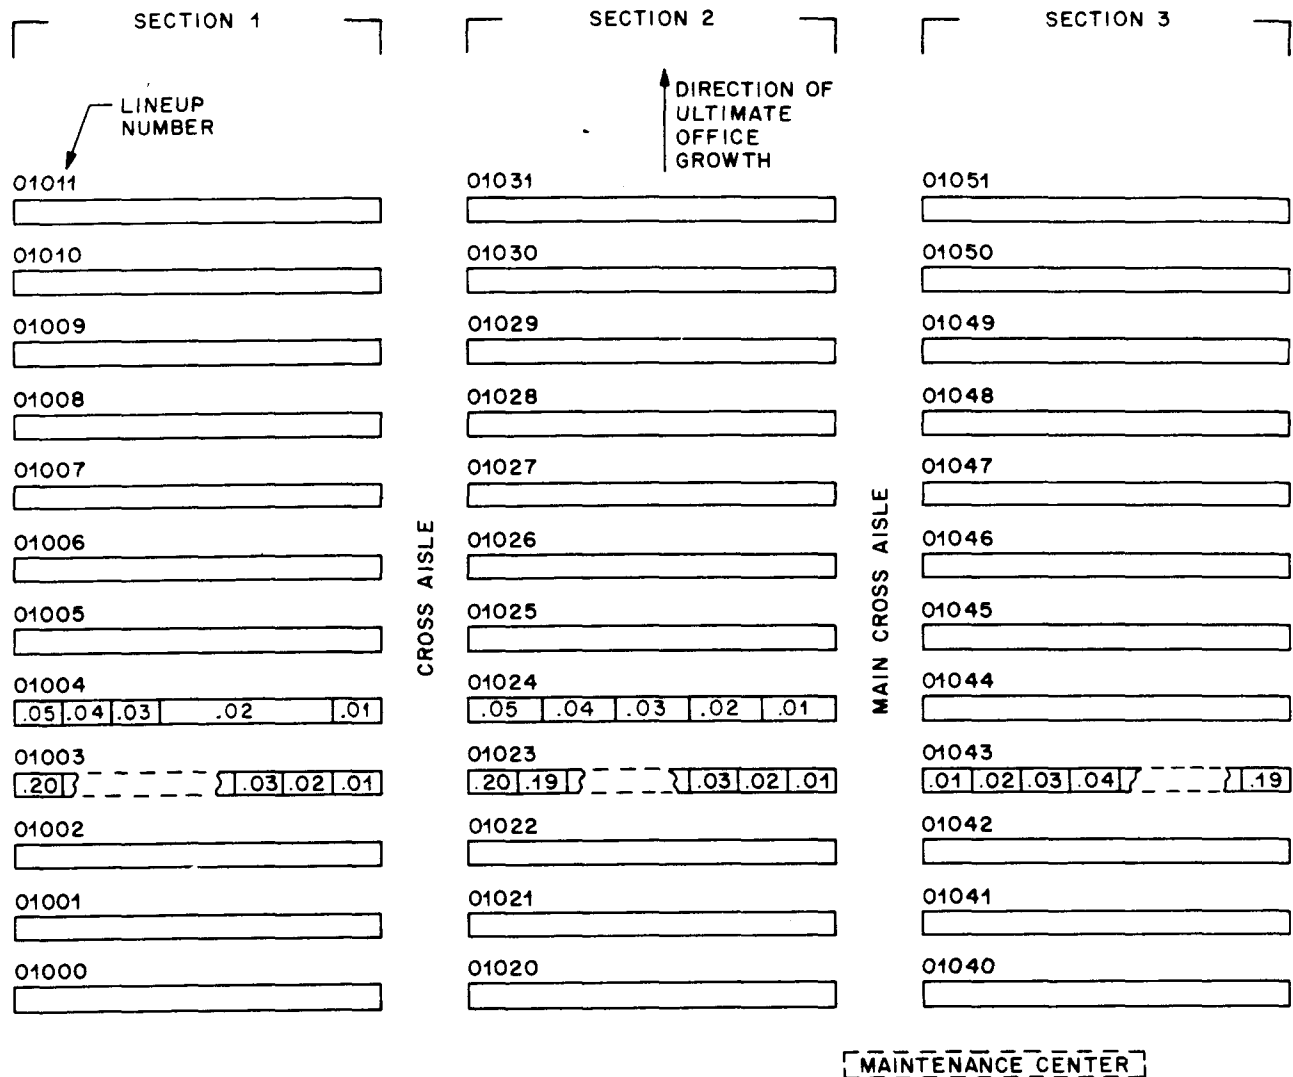 SECTION 1
SECTION 2
SECTION 3
LINEUP
NUMBER
DIRECTION OF
ULTIMATE
OFFICE
GROWTH
01011
01031
01051
01010
01030
01050
01009
01029
01049
01008
01028
01048
01007
01027
01047
01006
01026
01046
01005
01025
01045
CROSS AISLE
MAIN CROSS AISLE
01004
01024
01044
.05 .04 .03 .02 .01
.05 .04 .03 .02 .01
01003
01023
01043
.20 .03 .02 .01
.20 .19 .03 .02 .01
.01 .02 .03 .04 .19
01002
01022
01042
01001
01021
01041
01000
01020
01040
MAINTENANCE CENTER